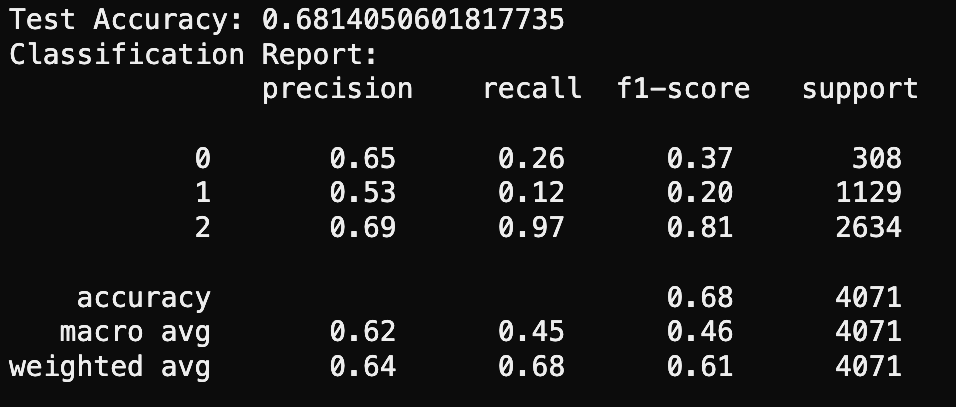 Test Accuracy: 0.6814050601817735
Classification Report:
precision recall f1-score support
0 0.65 0.26 0.37 308
1 0.53 0.12 0.20 1129
2 0.69 0.97 0.81 2634
accuracy 0.68 4071
macro avg 0.62 0.45 0.46 4071
weighted avg 0.64 0.68 0.61 4071